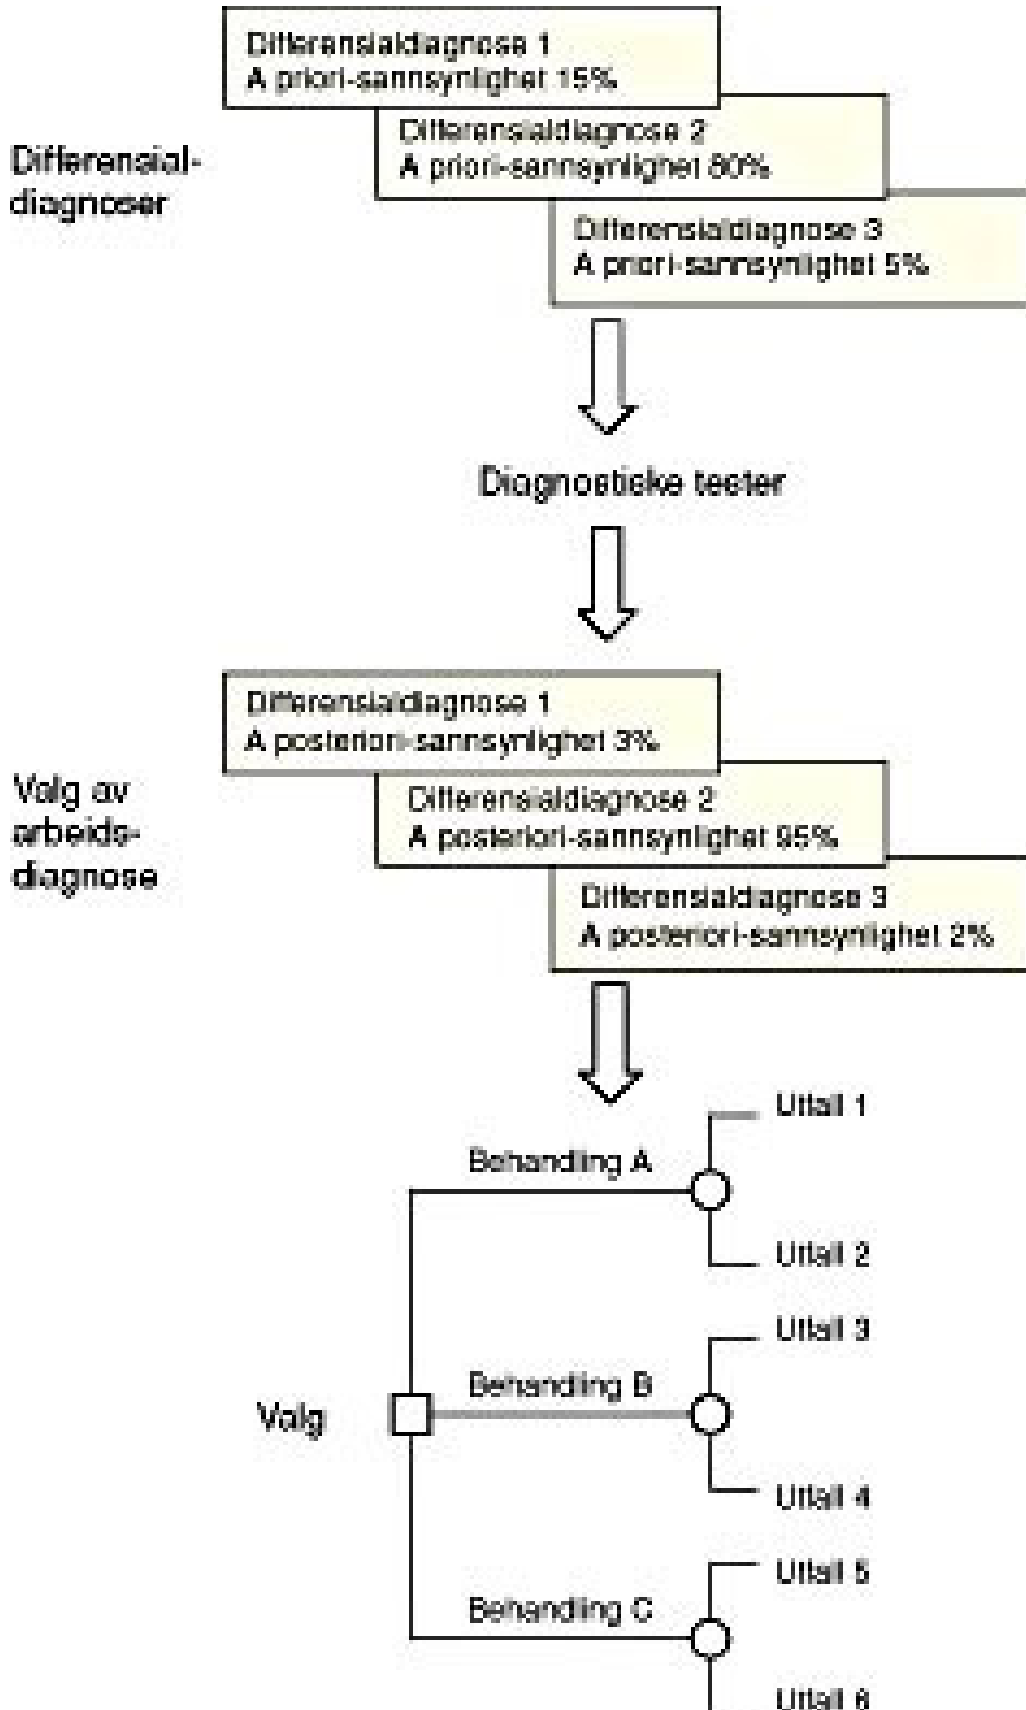 Differensialdiagnose 1
A priori-sannsynlighet 15%
Differensialdiagnose 2
A priori-sannsynlighet 80%
Differensial-
diagnoser
Differensialdiagnose 3
A priori-sannsynlighet 5%
Diagnostiske tester
Differensialdiagnose 1
A posteriori-sannsynlighet 3%
Differensialdiagnose 2
A posteriori-sannsynlighet 95%
Valg av
arbeids-
diagnose
Differensialdiagnose 3
A posteriori-sannsynlighet 2%
Utfall 1
Behandling A
Utfall 2
Utfall 3
Behandling B
Valg
Utfall 4
Utfall 5
Behandling C
Utfall 6